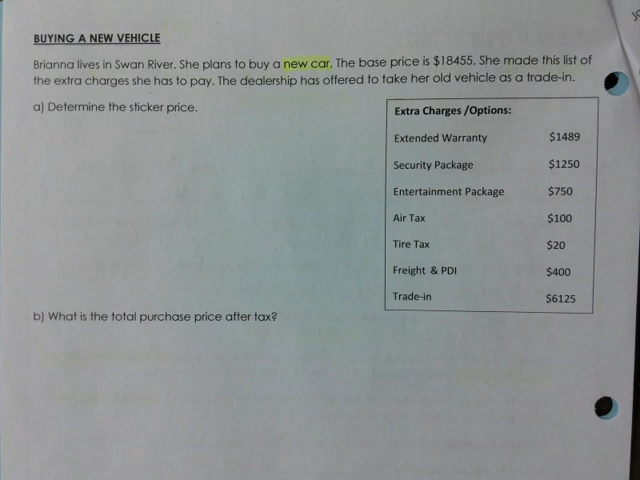 BUYING A NEW VEHICLE
Brianna lives in Swan River. She plans to buy a new car. The base price is $18455. She made this list of
the extra charges she has to pay. The dealership has offered to take her old vehicle as a trade-in.
a) Determine the sticker price.
Extra Charges /Options:
Extended Warranty $1489
Security Package $1250
Entertainment Package $750
Air Tax $100
Tire Tax $20
Freight & PDI $400
Trade-in $6125
b) What is the total purchase price after tax?